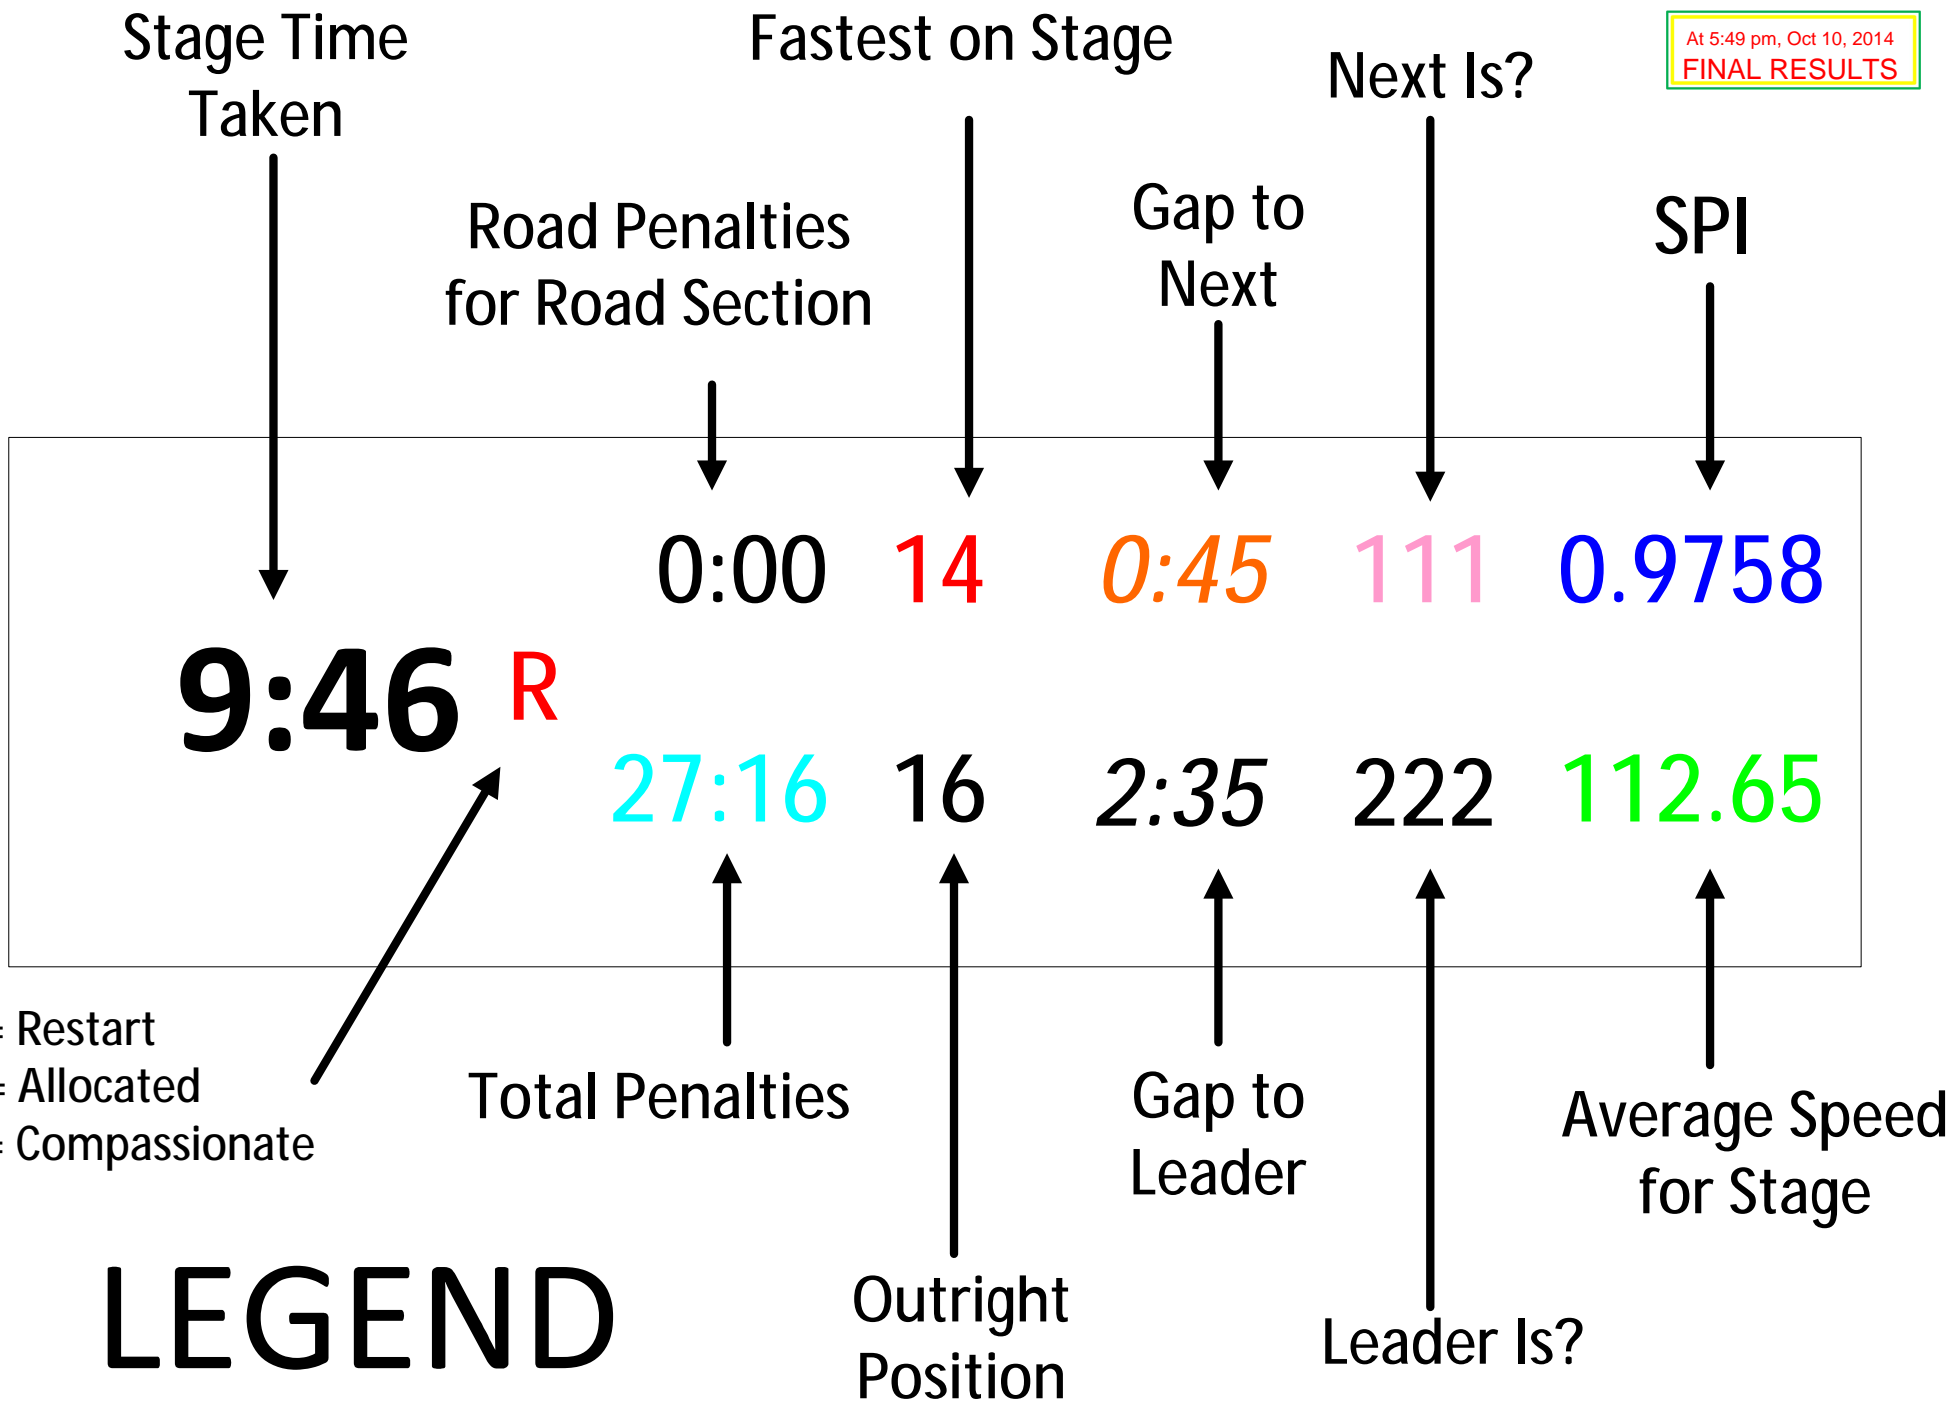 Stage Time
Taken
Fastest on Stage
Next Is?
At 5:49 pm, Oct 10, 2014
FINAL RESULTS
Road Penalties
for Road Section
Gap to
Next
SPI
0:00 14 0:45 111 0.9758
9:46 R
27:16 16 2:35 222 112.65
= Restart
= Allocated
= Compassionate
Total Penalties
Gap to
Leader
Average Speed
for Stage
LEGEND
Outright
Position
Leader Is?